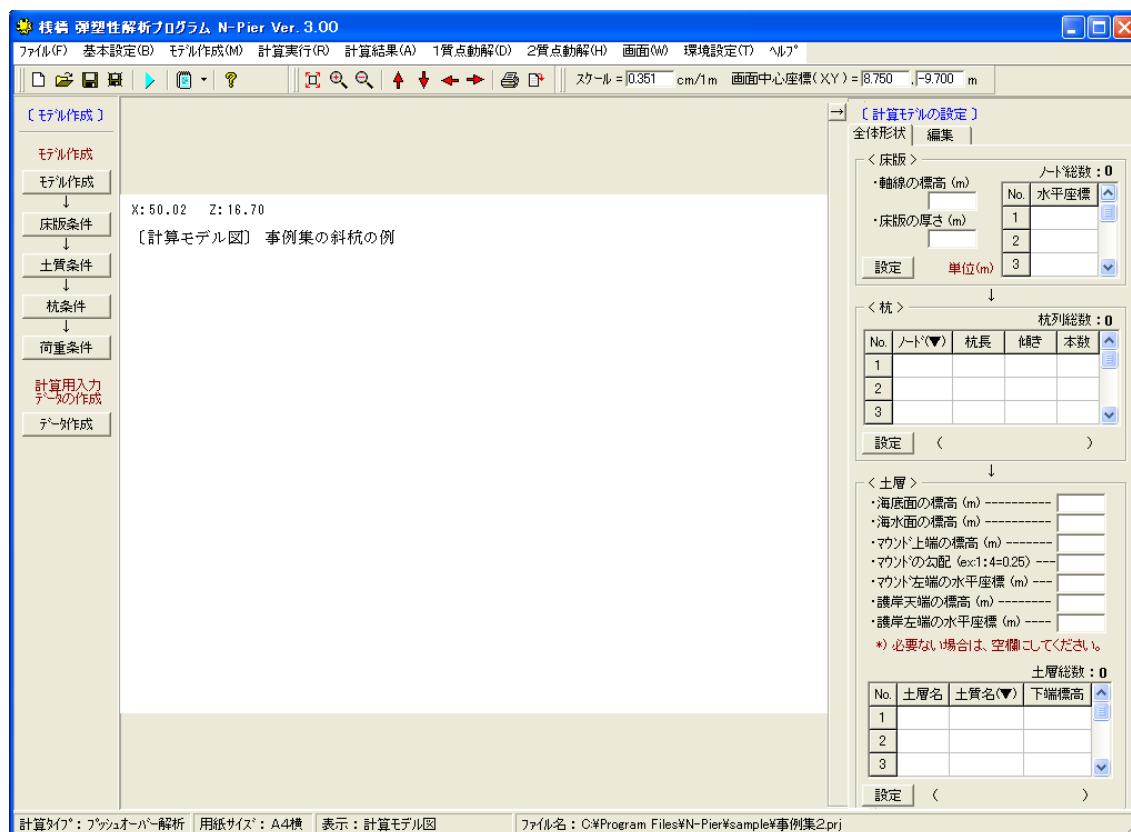 桟橋 弾塑性解析プログラム N-Pier Ver. 3.00
ファイル(F) 基本設定(B) モデル作成(M) 計算実行(R) 計算結果(A) 1質点動解(D) 2質点動解(H) 画面(W) 環境設定(T) ヘルプ
スケール = 0.351 cm/1m 画面中心座標(X,Y) = 8.750 , -9.700 m
〔モデル作成〕
モデル作成
モデル作成
↓
床版条件
↓
土質条件
↓
杭条件
↓
荷重条件
計算用入力
データの作成
データ作成
X:50.02 Z:16.70
〔計算モデル図〕 事例集の斜杭の例
→
〔計算モデルの設定〕
全体形状 編集
<床版>
ノード総数:0
・軸線の標高 (m)
・床版の厚さ (m)
No. 水平座標
1
2
3
設定 単位(m)
↓
<杭>
杭列総数:0
No. ノード(▼) 杭長 傾き 本数
1
2
3
設定 ( )
↓
<土層>
・海底面の標高 (m) ----------
・海水面の標高 (m) ----------
・マウンド上端の標高 (m) -------
・マウンドの勾配 (ex:1:4=0.25) ---
・マウンド左端の水平座標 (m) ---
・護岸天端の標高 (m) --------
・護岸左端の水平座標 (m) ----
*) 必要ない場合は、空欄にしてください。
土層総数:0
No. 土層名 土質名(▼) 下端標高
1
2
3
設定 ( )
計算タイプ:プッシュオーバー解析 用紙サイズ:A4横 表示:計算モデル図 ファイル名:C:¥Program Files¥N-Pier¥sample¥事例集2.prj